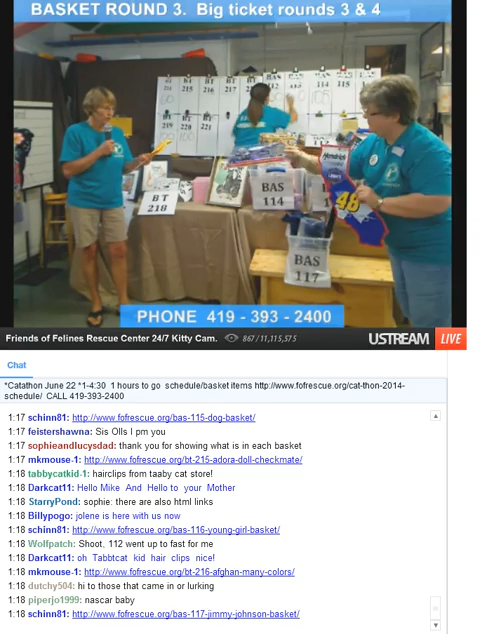 BASKET ROUND 3. Big ticket rounds 3 & 4
BT
215
216
217
114
115
219
220
221
BT
218
BAS
114
BAS
117
48
PHONE 419 - 393 - 2400
Friends of Felines Rescue Center 24/7 Kitty Cam.
867/11,115,575
USTREAM
LIVE
Chat
*Catathon June 22 *1-4:30 1 hours to go schedule/basket items http://www.fofrescue.org/cat-thon-2014-
schedule/ CALL 419-393-2400
1:17 schinn81: http://www.fofrescue.org/bas-115-dog-basket/
1:17 feistershawna: Sis Olls I pm you
1:17 sophieandlucysdad: thank you for showing what is in each basket
1:17 mkmouse-1: http://www.fofrescue.org/bt-215-adora-doll-checkmate/
1:18 tabbycatkid-1: hairclips from taaby cat store!
1:18 Darkcat11: Hello Mike And Hello to your Mother
1:18 StarryPond: sophie: there are also html links
1:18 Billypogo: jolene is here with us now
1:18 schinn81: http://www.fofrescue.org/bas-116-young-girl-basket/
1:18 Wolfpatch: Shoot, 112 went up to fast for me
1:18 Darkcat11: oh Tabbtcat kid hair clips nice!
1:18 mkmouse-1: http://www.fofrescue.org/bt-216-afghan-many-colors/
1:18 dutchy504: hi to those that came in or lurking
1:18 piperjo1999: nascar baby
1:18 schinn81: http://www.fofrescue.org/bas-117-jimmy-johnson-basket/